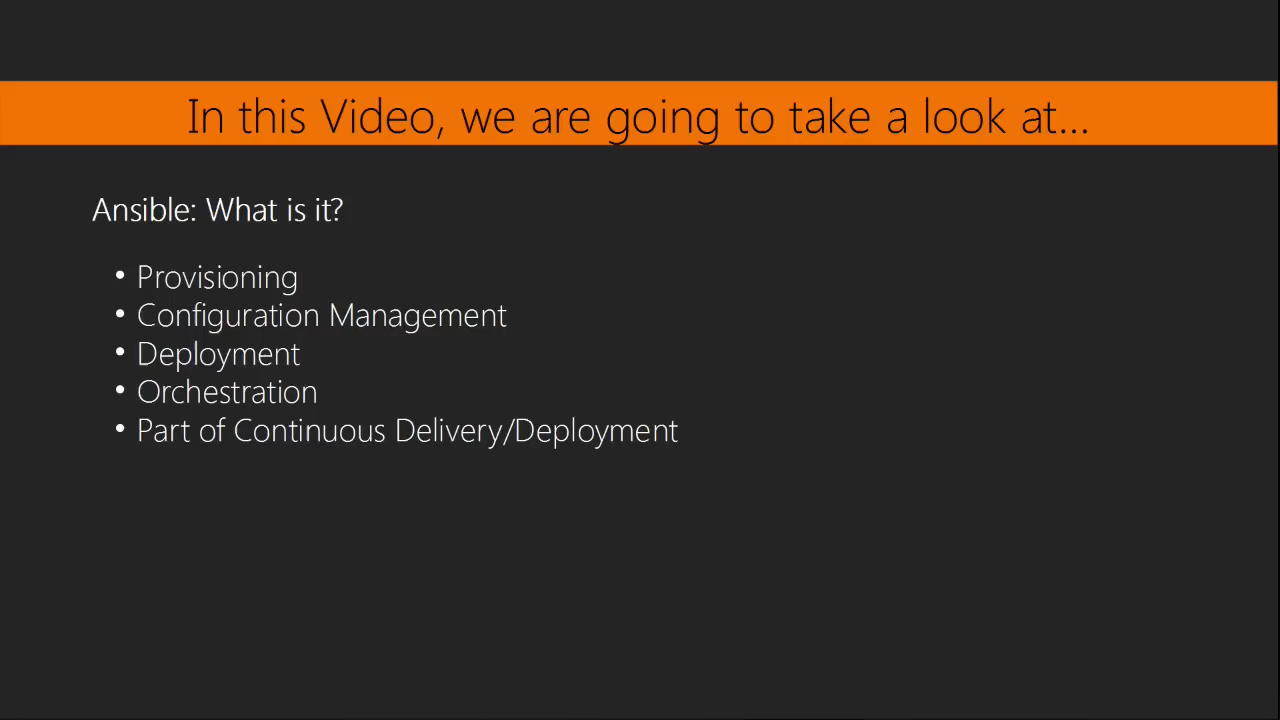 In this Video, we are going to take a look at...
Ansible: What is it?
• Provisioning
• Configuration Management
• Deployment
• Orchestration
• Part of Continuous Delivery/Deployment